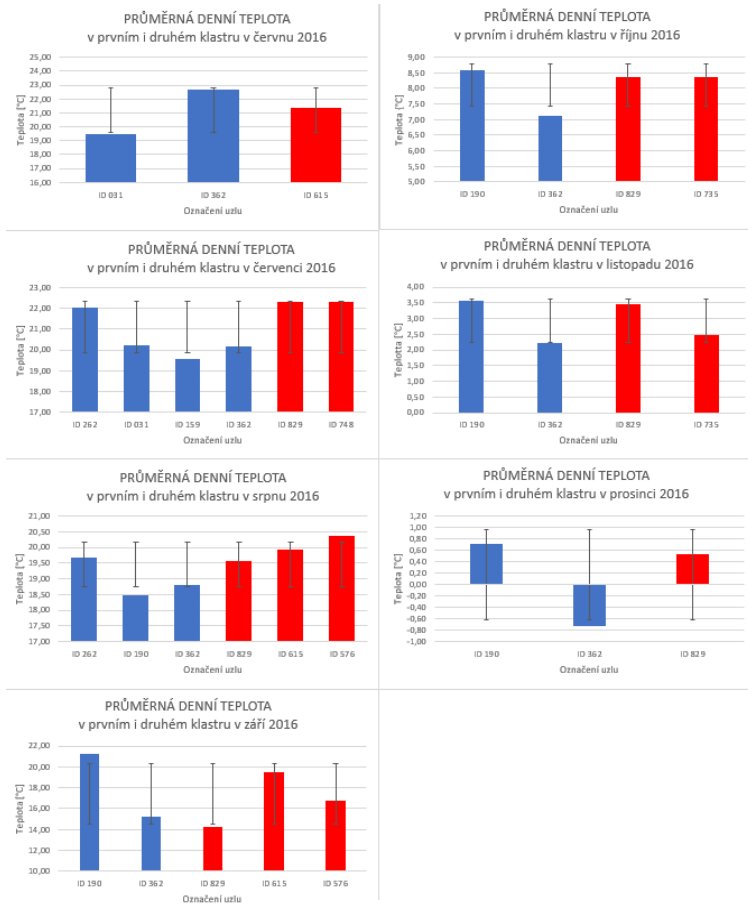 PRŮMĚRNÁ DENNÍ TEPLOTA
v prvním i druhém klastru v červnu 2016
Teplota [°C]
25,00
24,00
23,00
22,00
21,00
20,00
19,00
18,00
17,00
16,00
ID 031 ID 362 ID 615
Označení uzlu
PRŮMĚRNÁ DENNÍ TEPLOTA
v prvním i druhém klastru v říjnu 2016
Teplota [°C]
9,00
8,50
8,00
7,50
7,00
6,50
6,00
5,50
5,00
ID 190 ID 362 ID 829 ID 735
Označení uzlu
PRŮMĚRNÁ DENNÍ TEPLOTA
v prvním i druhém klastru v červenci 2016
Teplota [°C]
23,00
22,00
21,00
20,00
19,00
18,00
17,00
ID 262 ID 031 ID 159 ID 362 ID 829 ID 748
Označení uzlu
PRŮMĚRNÁ DENNÍ TEPLOTA
v prvním i druhém klastru v listopadu 2016
Teplotta [°C]
4,00
3,50
3,00
2,50
2,00
1,50
1,00
0,50
0,00
ID 190 ID 362 ID 829 ID 735
Označení uzlu
PRŮMĚRNÁ DENNÍ TEPLOTA
v prvním i druhém klastru v srpnu 2016
Teplota [°C]
21,00
20,50
20,00
19,50
19,00
18,50
18,00
17,50
17,00
ID 262 ID 190 ID 362 ID 829 ID 615 ID 576
Označení uzlu
PRŮMĚRNÁ DENNÍ TEPLOTA
v prvním i druhém klastru v prosinci 2016
Teplota [°C]
1,20
1,00
0,80
0,60
0,40
0,20
0,00
-0,20
-0,40
-0,60
-0,80
-1,00
ID 190 ID 362 ID 829
Označení uzlu
PRŮMĚRNÁ DENNÍ TEPLOTA
v prvním i druhém klastru v září 2016
Teplota [°C]
22,00
20,00
18,00
16,00
14,00
12,00
10,00
ID 190 ID 362 ID 829 ID 615 ID 576
Označení uzlu